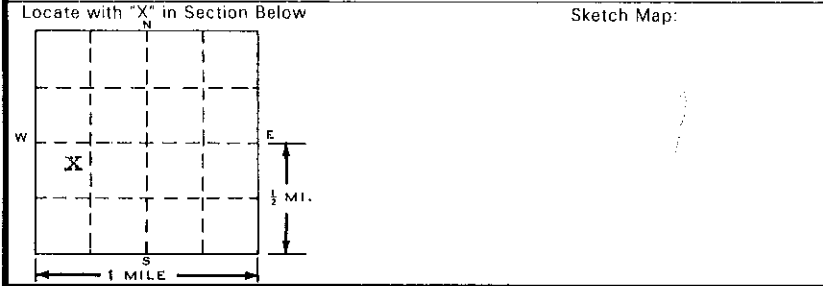 Locate with "X" in Section Below
Sketch Map:
N
W
E
X
½ MI.
S
1 MILE